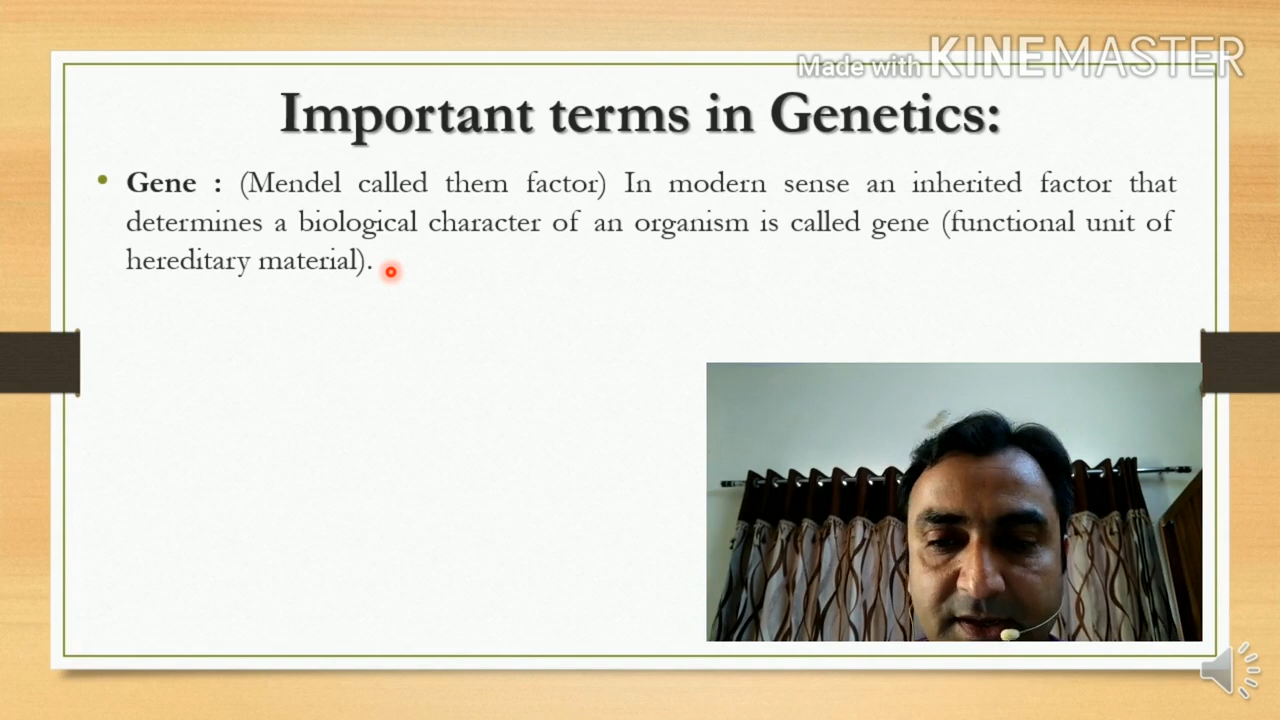 Made with KINEMASTER
Important terms in Genetics:
• Gene : (Mendel called them factor) In modern sense an inherited factor that
determines a biological character of an organism is called gene (functional unit of
hereditary material).